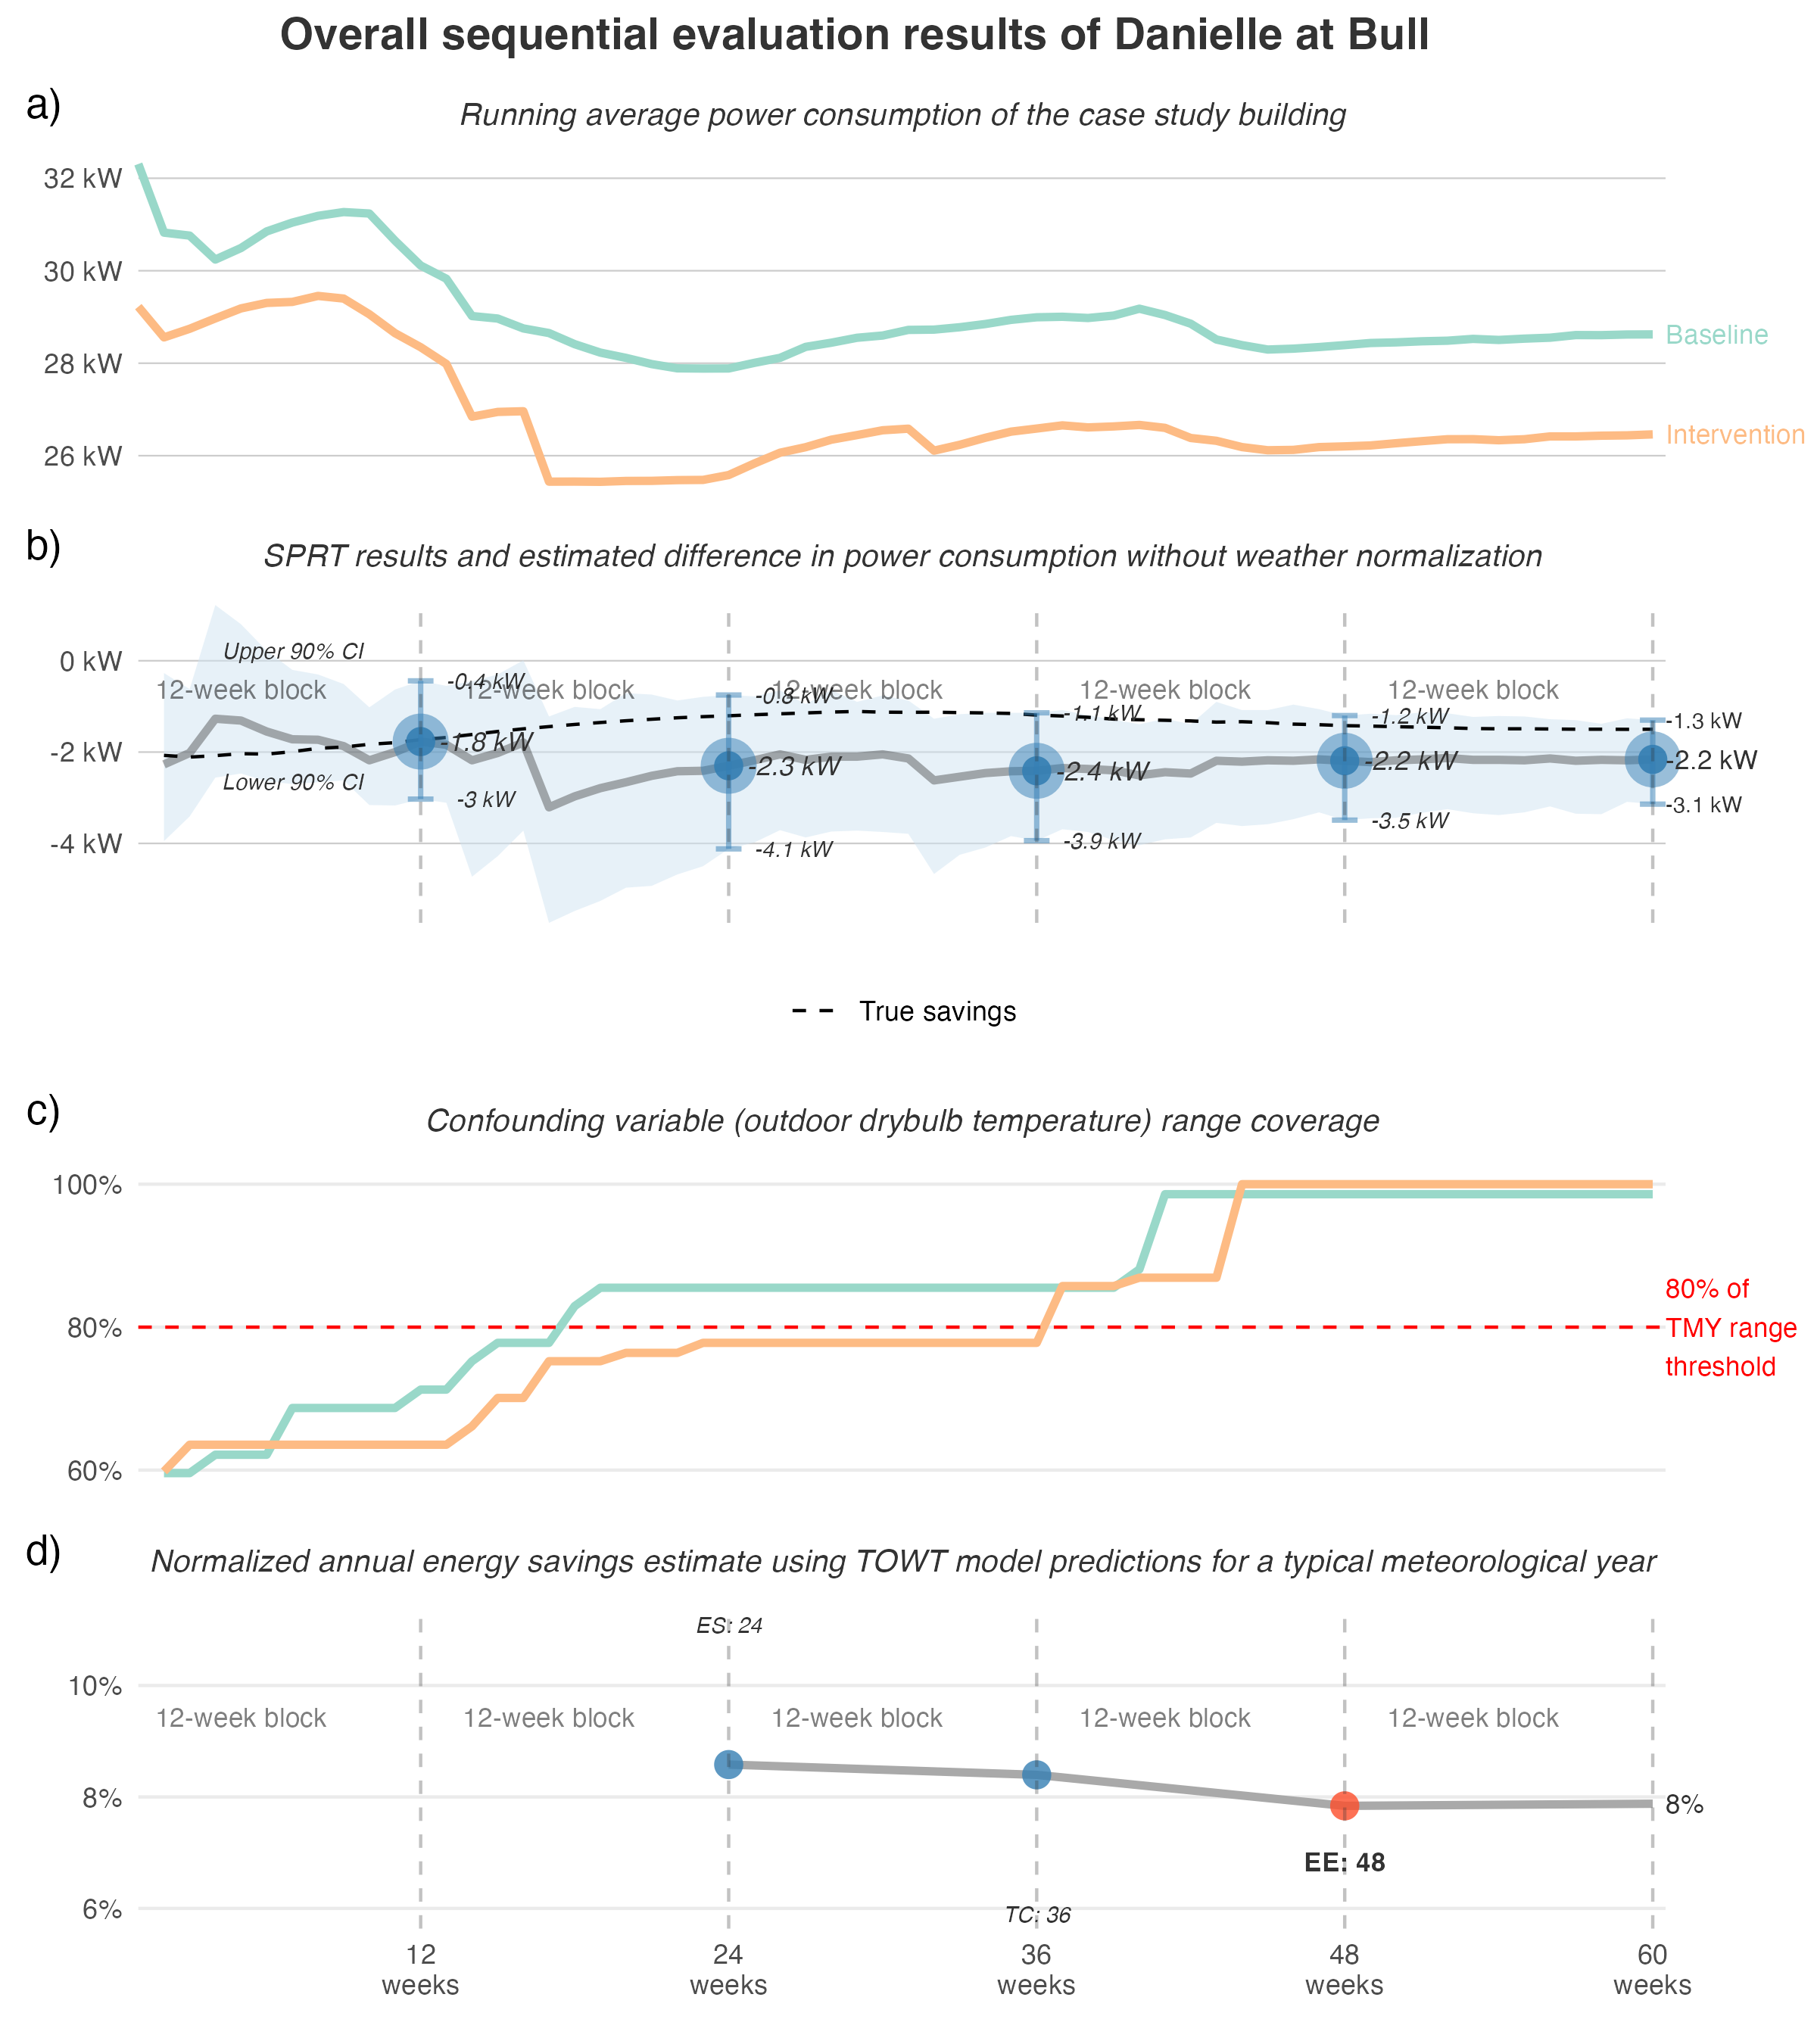 Overall sequential evaluation results of Danielle at Bull
a)
Running average power consumption of the case study building
32 kW
30 kW
28 kW
26 kW
Baseline
Intervention
b)
SPRT results and estimated difference in power consumption without weather normalization
0 kW
-2 kW
-4 kW
Upper 90% CI
Lower 90% CI
12-week block
12-week block
12-week block
12-week block
12-week block
-0.4 kW
-0.8 kW
-1.1 kW
-1.2 kW
-1.3 kW
-1.8 kW
-2.3 kW
-2.4 kW
-2.2 kW
-2.2 kW
-3 kW
-4.1 kW
-3.9 kW
-3.5 kW
-3.1 kW
True savings
c)
Confounding variable (outdoor drybulb temperature) range coverage
100%
80%
60%
80% of
TMY range
threshold
d)
Normalized annual energy savings estimate using TOWT model predictions for a typical meteorological year
ES: 24
10%
8%
6%
12-week block
12-week block
12-week block
12-week block
12-week block
8%
EE: 48
TC: 36
12
weeks
24
weeks
36
weeks
48
weeks
60
weeks